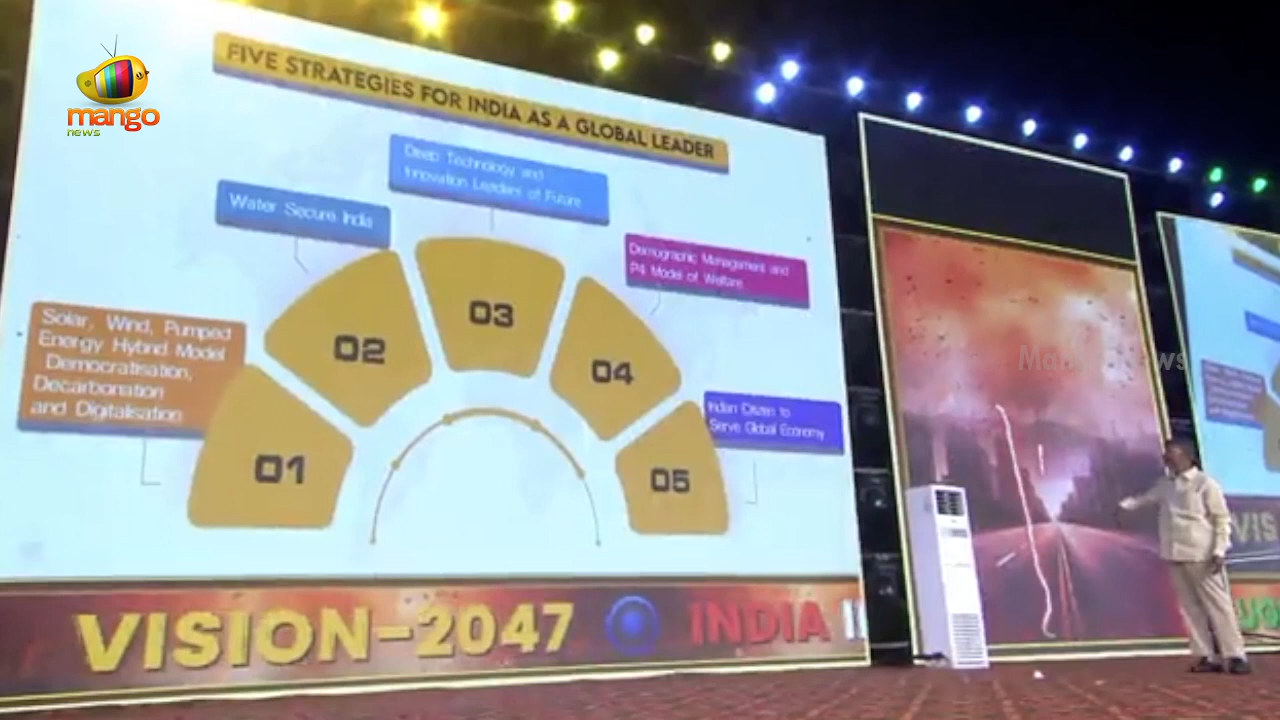 mango
news
FIVE STRATEGIES FOR INDIA AS A GLOBAL LEADER
Deep Technology and
Innovation Leaders of Future
Water Secure India
Demographic Management and
P4 Model of Welfare
Solar, Wind, Pumped
Energy Hybrid Model
Democratisation,
Decarbonation
and Digitalisation
Indian Citizen to
Serve Global Economy
01
02
03
04
05
VISION-2047
INDIA
VIS